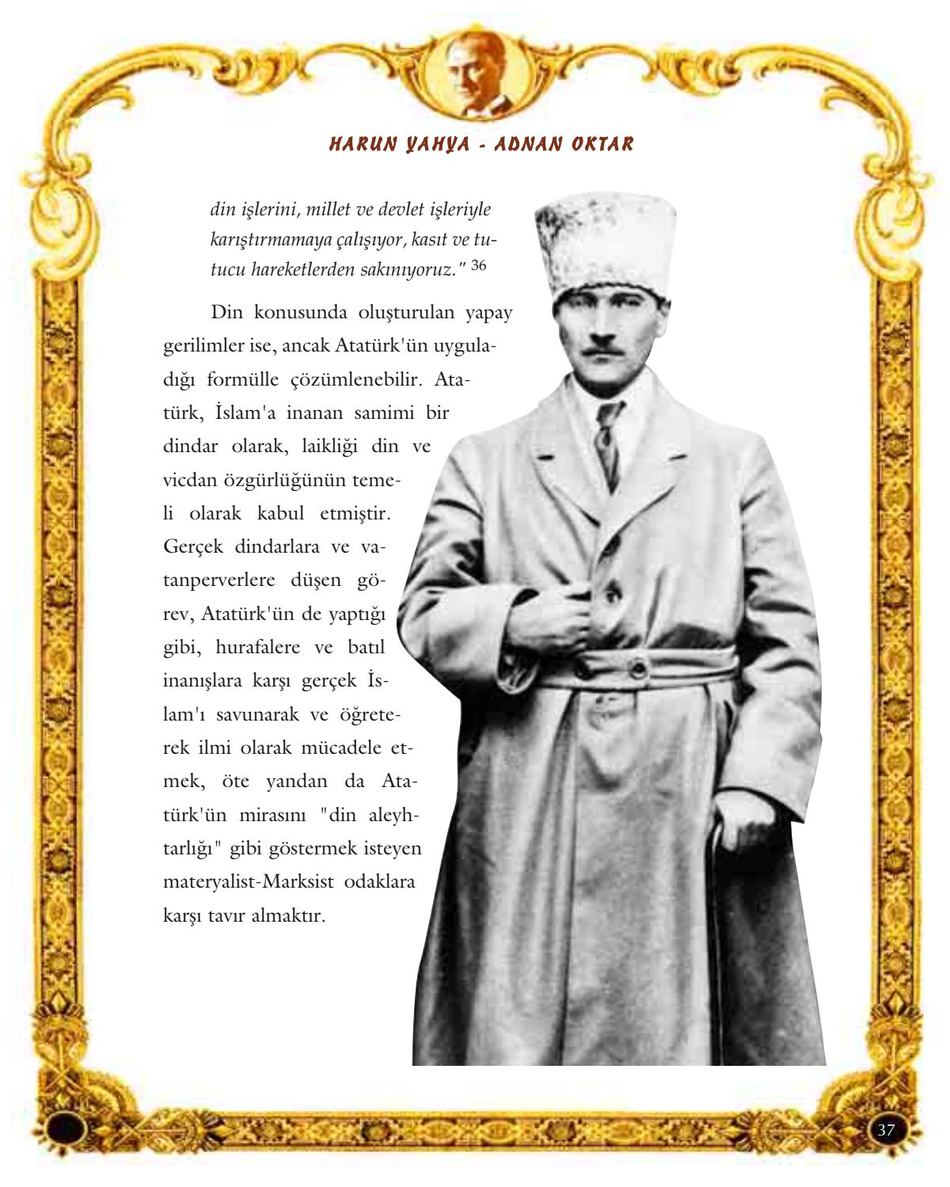 HARUN YAHYA - ADNAN OKTAR
din işlerini, millet ve devlet işleriyle
karıştırmamaya çalışıyor, kasıt ve tu-
tucu hareketlerden sakınıyoruz." 36
Din konusunda oluşturulan yapay
gerilimler ise, ancak Atatürk'ün uygula-
dığı formülle çözümlenebilir. Ata-
türk, İslam'a inanan samimi bir
dindar olarak, laikliği din ve
vicdan özgürlüğünün teme-
li olarak kabul etmiştir.
Gerçek dindarlara ve va-
tanperverlere düşen gö-
rev, Atatürk'ün de yaptığı
gibi, hurafalere ve batıl
inanışlara karşı gerçek İs-
lam'ı savunarak ve öğrete-
rek ilmi olarak mücadele et-
mek, öte yandan da Ata-
türk'ün mirasını "din aleyh-
tarlığı" gibi göstermek isteyen
materyalist-Marksist odaklara
karşı tavır almaktır.
37